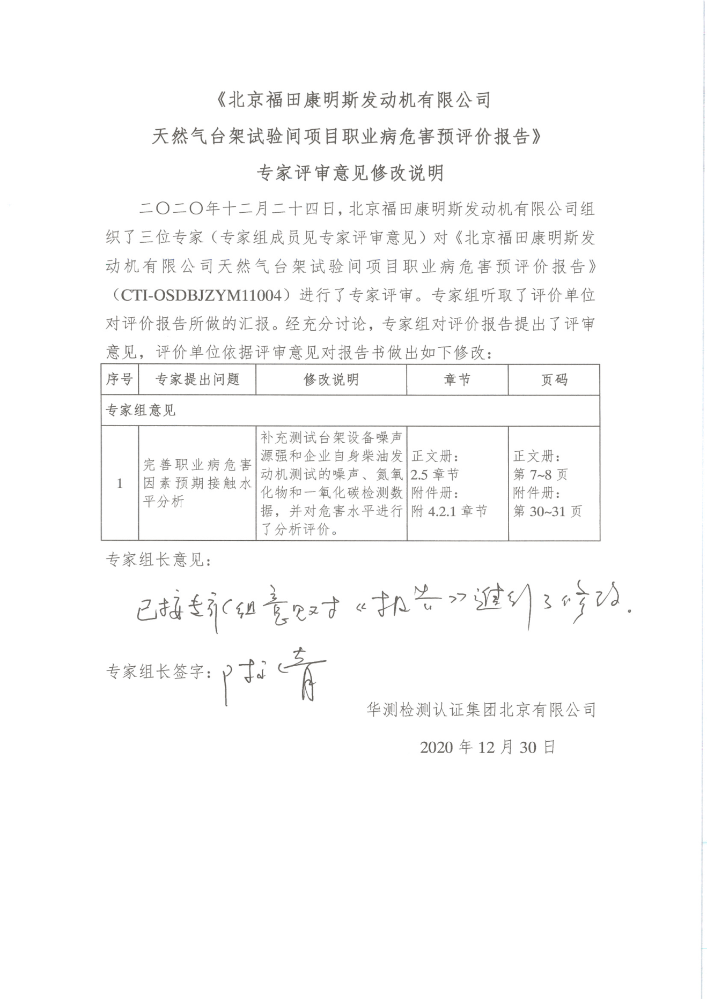 《北京福田康明斯发动机有限公司
天然气台架试验间项目职业病危害预评价报告》
专家评审意见修改说明
二〇二〇年十二月二十四日，北京福田康明斯发动机有限公司组
织了三位专家（专家组成员见专家评审意见）对《北京福田康明斯发
动机有限公司天然气台架试验间项目职业病危害预评价报告》
（CTI-OSDBJZYM11004）进行了专家评审。专家组听取了评价单位
对评价报告所做的汇报。经充分讨论，专家组对评价报告提出了评审
意见，评价单位依据评审意见对报告书做出如下修改：
序号 专家提出问题 修改说明 章节 页码
专家组意见
1
完善职业病危害
因素预期接触水
平分析
补充测试台架设备噪声
源强和企业自身柴油发
动机测试的噪声、氮氧
化物和一氧化碳检测数
据，并对危害水平进行
了分析评价。
正文册：
2.5 章节
附件册：
附 4.2.1 章节
正文册：
第 7~8 页
附件册：
第 30~31 页
专家组长意见：
已按专家组意见对《报告》進行了修改.
专家组长签字：
华测检测认证集团北京有限公司
2020 年 12 月 30 日